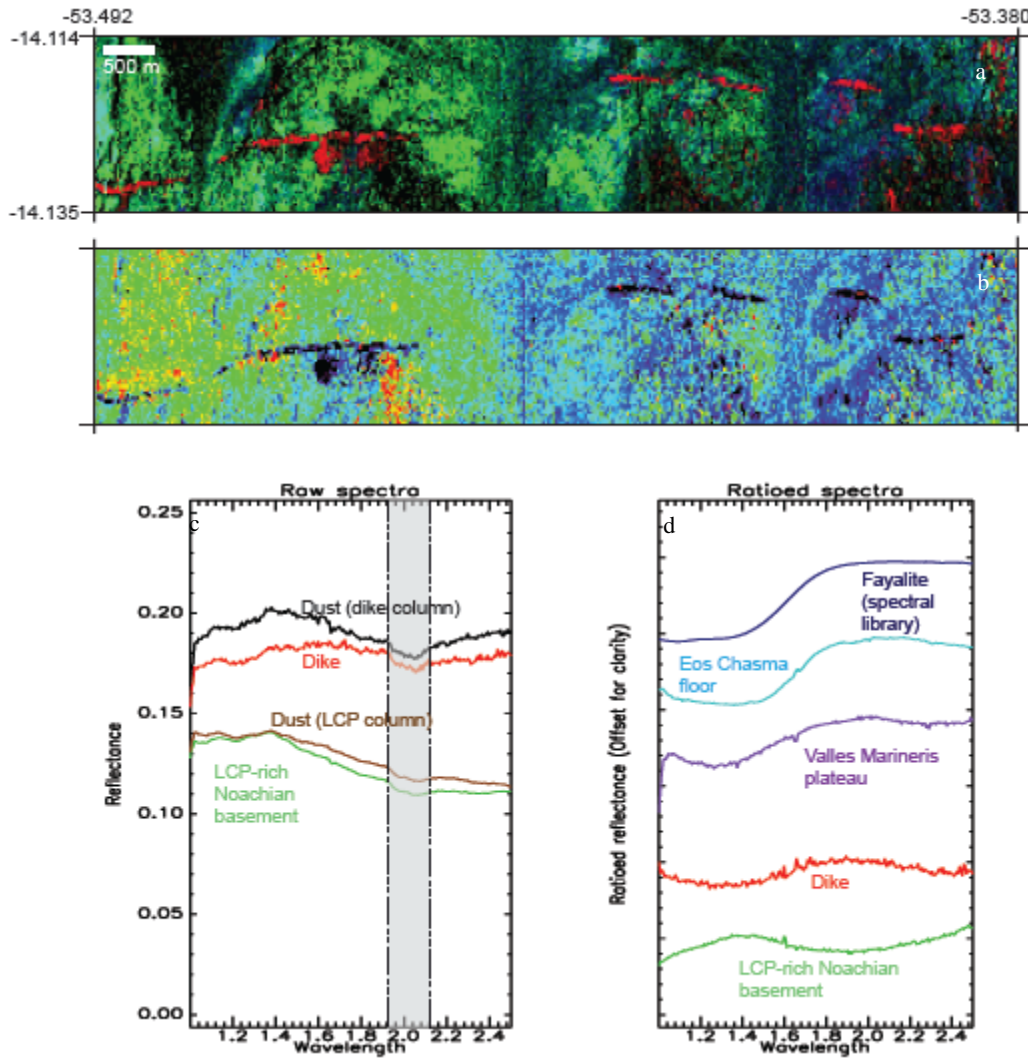 -53.492
-53.380
-14.114
500 m
a
-14.135
b
Raw spectra
Ratioed spectra
0.25
c
d
0.20
Dust (dike column)
Dike
0.15
Dust (LCP column)
LCP-rich
Noachian
basement
0.10
0.05
0.00
1.2 1.4 1.6 1.8 2.0 2.2 2.4
Wavelength
Reflectance
Fayalite
(spectral
library)
Eos Chasma
floor
Valles Marineris
plateau
Dike
LCP-rich Noachian
basement
1.2 1.4 1.6 1.8 2.0 2.2 2.4
Wavelength
Ratioed reflectance (Offset for clarity)